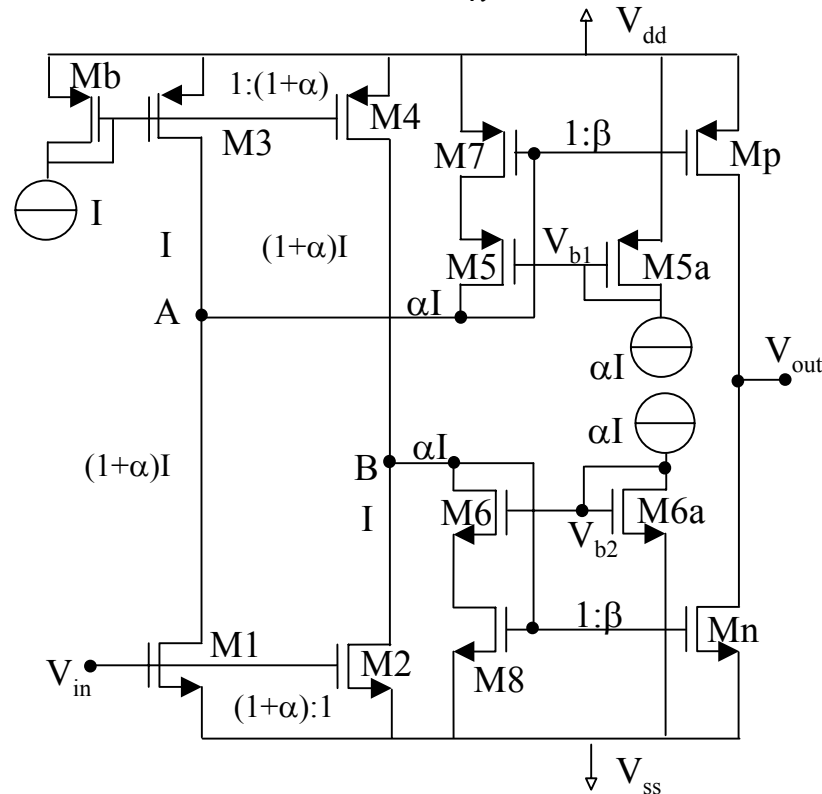 V_dd
Mb
1:(1+α)
M4
M3
M7
1:β
Mp
I
I
(1+α)I
M5
V_b1
M5a
A
αI
αI
V_out
αI
B
αI
(1+α)I
I
M6
V_b2
M6a
1:β
V_in
M1
M2
M8
Mn
(1+α):1
V_ss